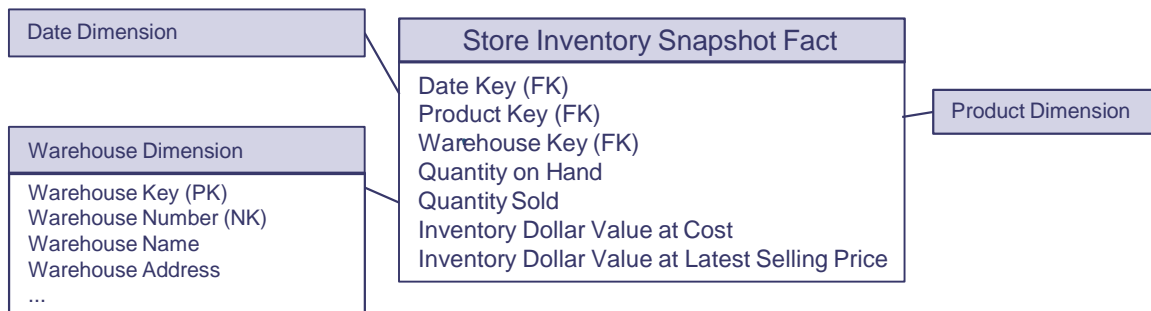 Date Dimension
Store Inventory Snapshot Fact
Date Key (FK)
Product Key (FK)
Warehouse Key (FK)
Quantity on Hand
Quantity Sold
Inventory Dollar Value at Cost
Inventory Dollar Value at Latest Selling Price
Product Dimension
Warehouse Dimension
Warehouse Key (PK)
Warehouse Number (NK)
Warehouse Name
Warehouse Address
...